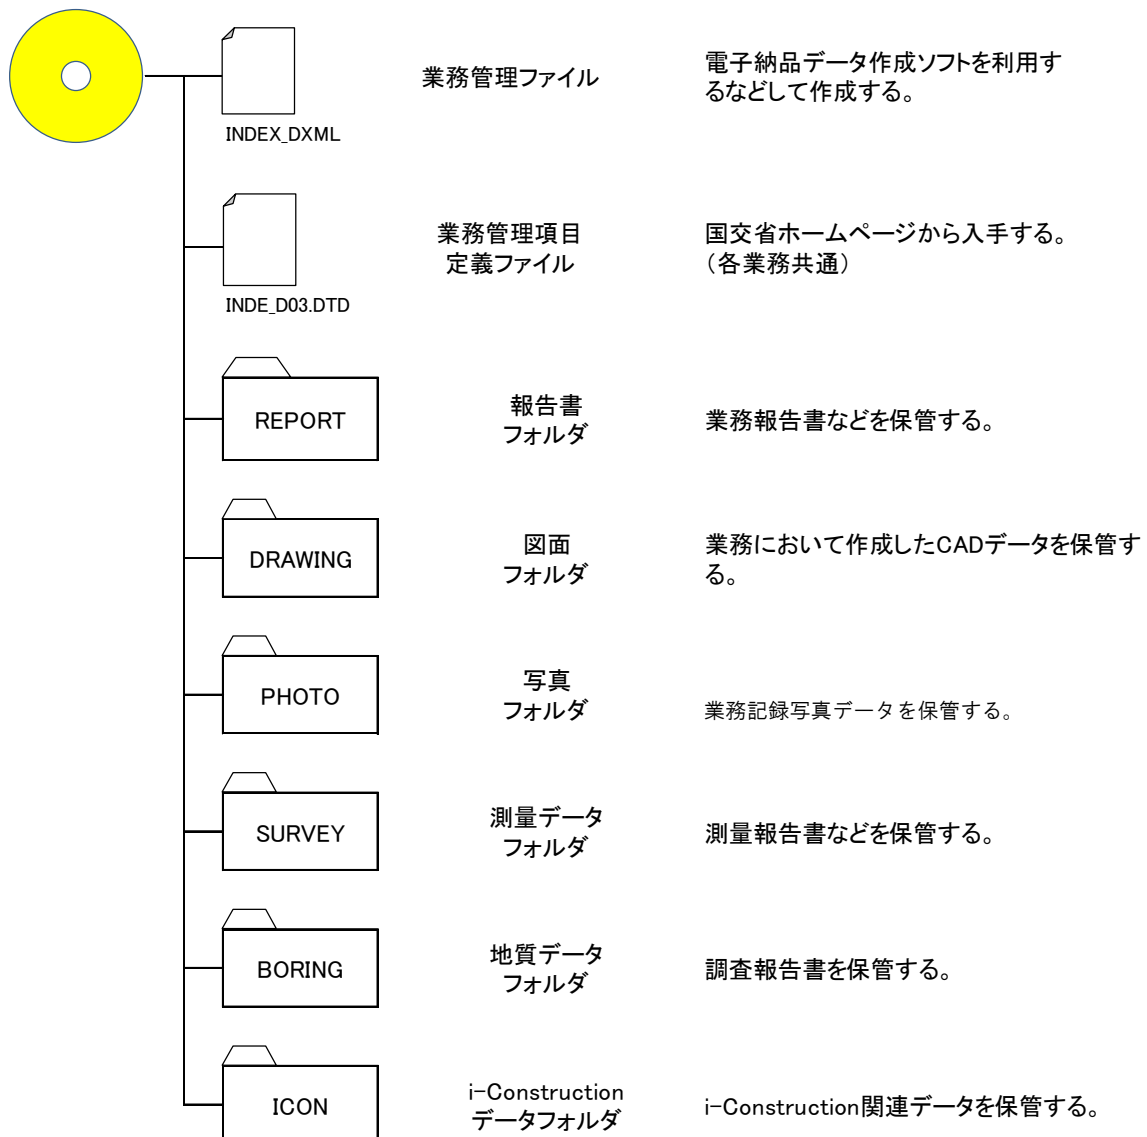 業務管理ファイル
電子納品データ作成ソフトを利用す
るなどして作成する。
INDEX_DXML
業務管理項目
定義ファイル
国交省ホームページから入手する。
（各業務共通）
INDE_D03.DTD
REPORT
報告書
フォルダ
業務報告書などを保管する。
DRAWING
図面
フォルダ
業務において作成したCADデータを保管す
る。
PHOTO
写真
フォルダ
業務記録写真データを保管する。
SURVEY
測量データ
フォルダ
測量報告書などを保管する。
BORING
地質データ
フォルダ
調査報告書を保管する。
ICON
i-Construction
データフォルダ
i-Construction関連データを保管する。